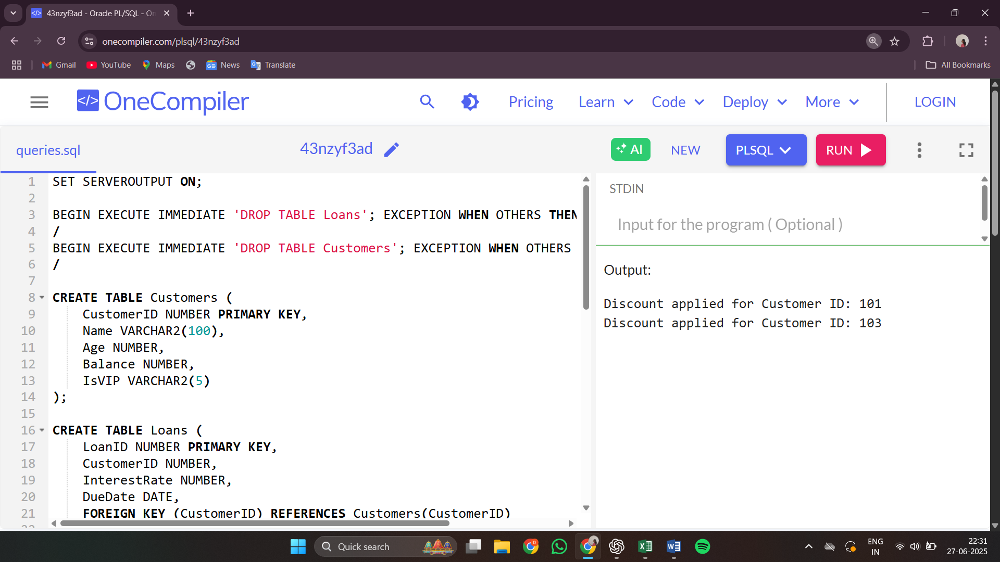 43nzyf3ad - Oracle PL/SQL - On
onecompiler.com/plsql/43nzyf3ad
Gmail YouTube Maps News Translate All Bookmarks
</> OneCompiler Pricing Learn Code Deploy More LOGIN
queries.sql 43nzyf3ad AI NEW PLSQL RUN
1 SET SERVEROUTPUT ON;
2
3 BEGIN EXECUTE IMMEDIATE 'DROP TABLE Loans'; EXCEPTION WHEN OTHERS THEN
4 /
5 BEGIN EXECUTE IMMEDIATE 'DROP TABLE Customers'; EXCEPTION WHEN OTHERS
6 /
7
8 CREATE TABLE Customers (
9 CustomerID NUMBER PRIMARY KEY,
10 Name VARCHAR2(100),
11 Age NUMBER,
12 Balance NUMBER,
13 IsVIP VARCHAR2(5)
14 );
15
16 CREATE TABLE Loans (
17 LoanID NUMBER PRIMARY KEY,
18 CustomerID NUMBER,
19 InterestRate NUMBER,
20 DueDate DATE,
21 FOREIGN KEY (CustomerID) REFERENCES Customers(CustomerID)
STDIN
Input for the program ( Optional )
Output:
Discount applied for Customer ID: 101
Discount applied for Customer ID: 103
Quick search
ENG
IN
22:31
27-06-2025